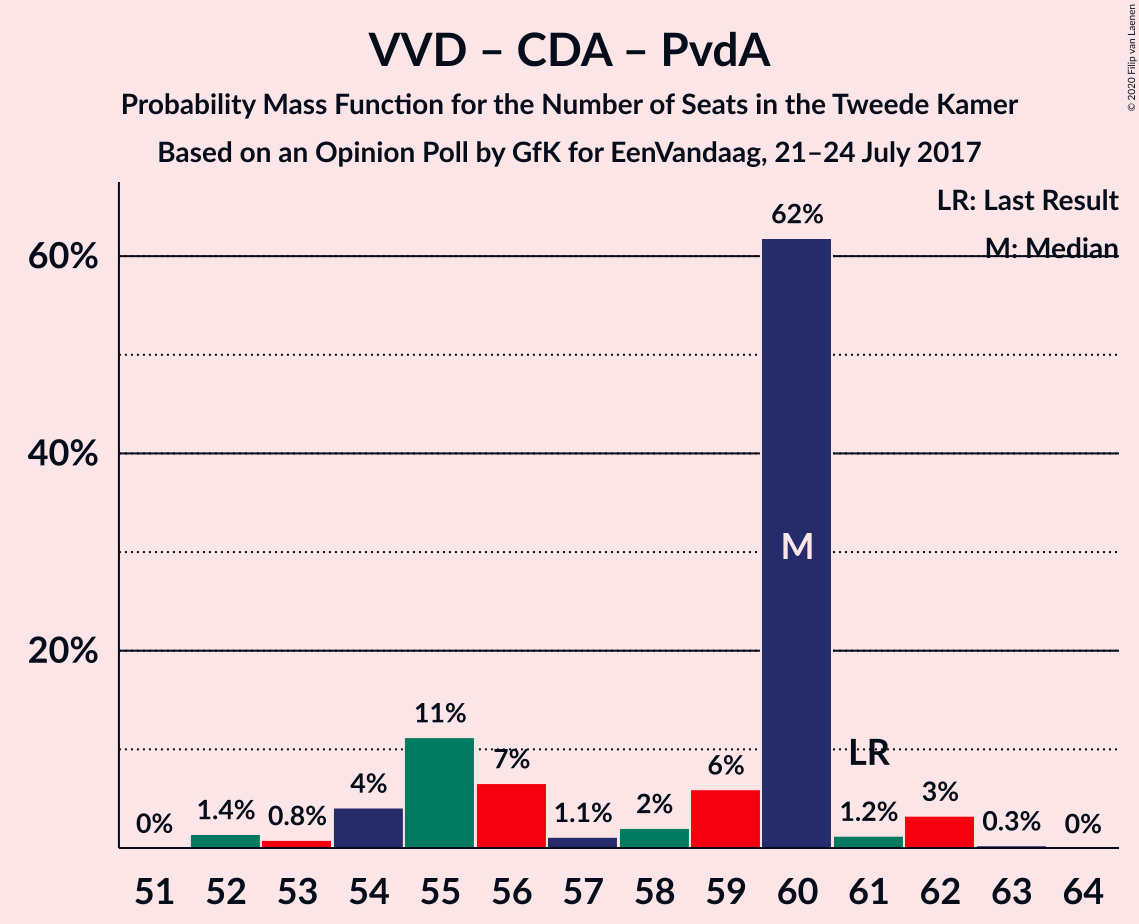 VVD – CDA – PvdA
Probability Mass Function for the Number of Seats in the Tweede Kamer
Based on an Opinion Poll by GfK for EenVandaag, 21–24 July 2017
© 2020 Filip van Laenen
LR: Last Result
M: Median
60%
40%
20%
0%
1.4%
0.8%
4%
11%
7%
1.1%
2%
6%
62%
M
LR
1.2%
3%
0.3%
0%
51 52 53 54 55 56 57 58 59 60 61 62 63 64